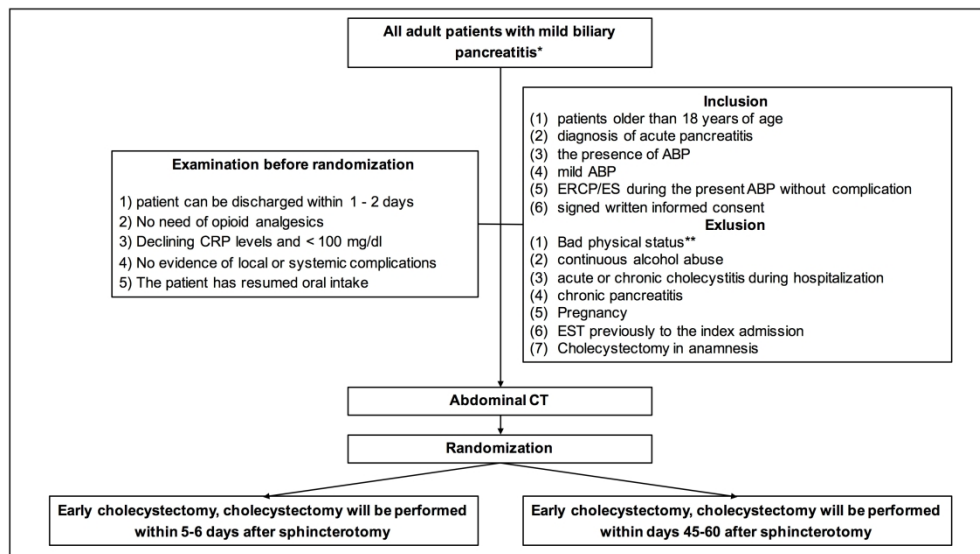 All adult patients with mild biliary
pancreatitis*
Inclusion
(1) patients older than 18 years of age
(2) diagnosis of acute pancreatitis
(3) the presence of ABP
(4) mild ABP
(5) ERCP/ES during the present ABP without complication
(6) signed written informed consent
Exlusion
(1) Bad physical status**
(2) continuous alcohol abuse
(3) acute or chronic cholecystitis during hospitalization
(4) chronic pancreatitis
(5) Pregnancy
(6) EST previously to the index admission
(7) Cholecystectomy in anamnesis
Examination before randomization
1) patient can be discharged within 1 - 2 days
2) No need of opioid analgesics
3) Declining CRP levels and < 100 mg/dl
4) No evidence of local or systemic complications
5) The patient has resumed oral intake
Abdominal CT
Randomization
Early cholecystectomy, cholecystectomy will be performed
within 5-6 days after sphincterotomy
Early cholecystectomy, cholecystectomy will be performed
within days 45-60 after sphincterotomy